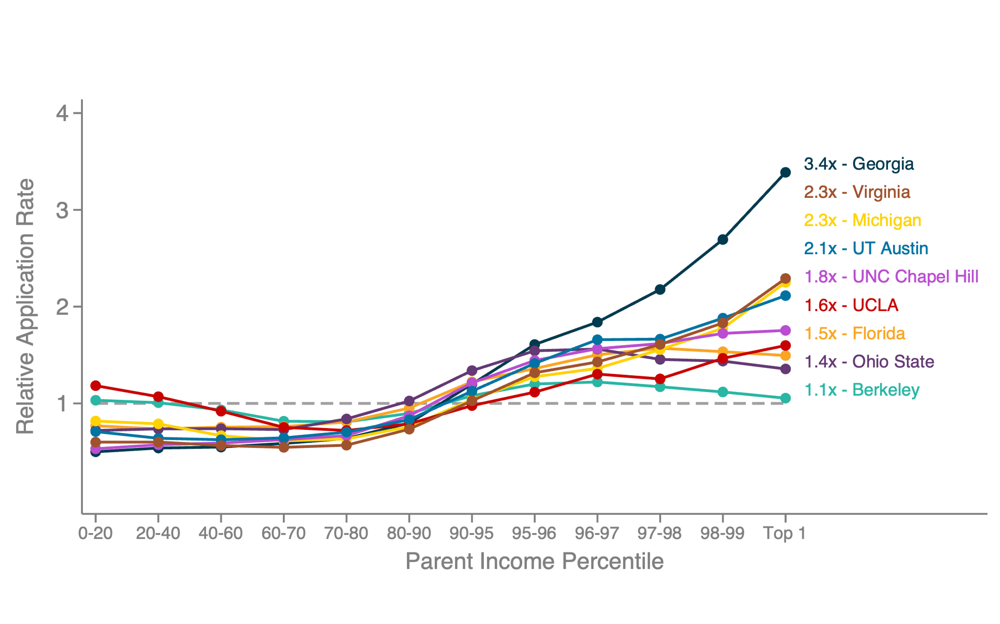 4
3
2
1
Relative Application Rate
3.4x - Georgia
2.3x - Virginia
2.3x - Michigan
2.1x - UT Austin
1.8x - UNC Chapel Hill
1.6x - UCLA
1.5x - Florida
1.4x - Ohio State
1.1x - Berkeley
0-20 20-40 40-60 60-70 70-80 80-90 90-95 95-96 96-97 97-98 98-99 Top 1
Parent Income Percentile